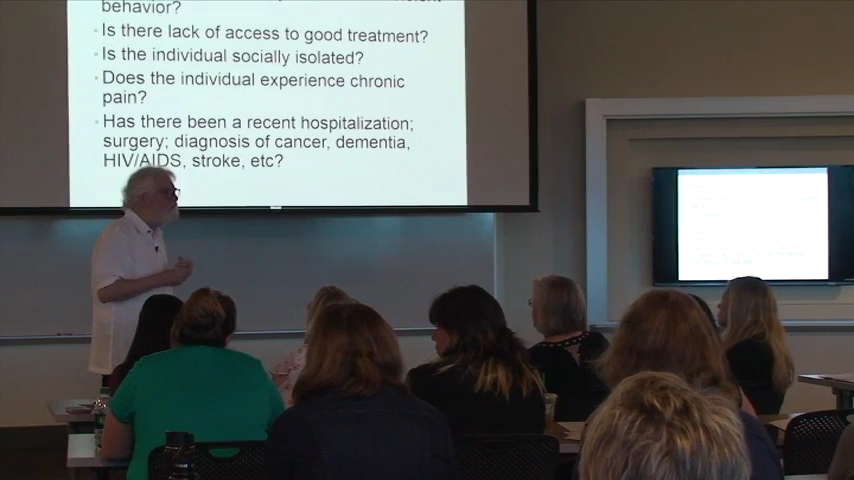 behavior?
Is there lack of access to good treatment?
Is the individual socially isolated?
Does the individual experience chronic
pain?
Has there been a recent hospitalization;
surgery; diagnosis of cancer, dementia,
HIV/AIDS, stroke, etc?